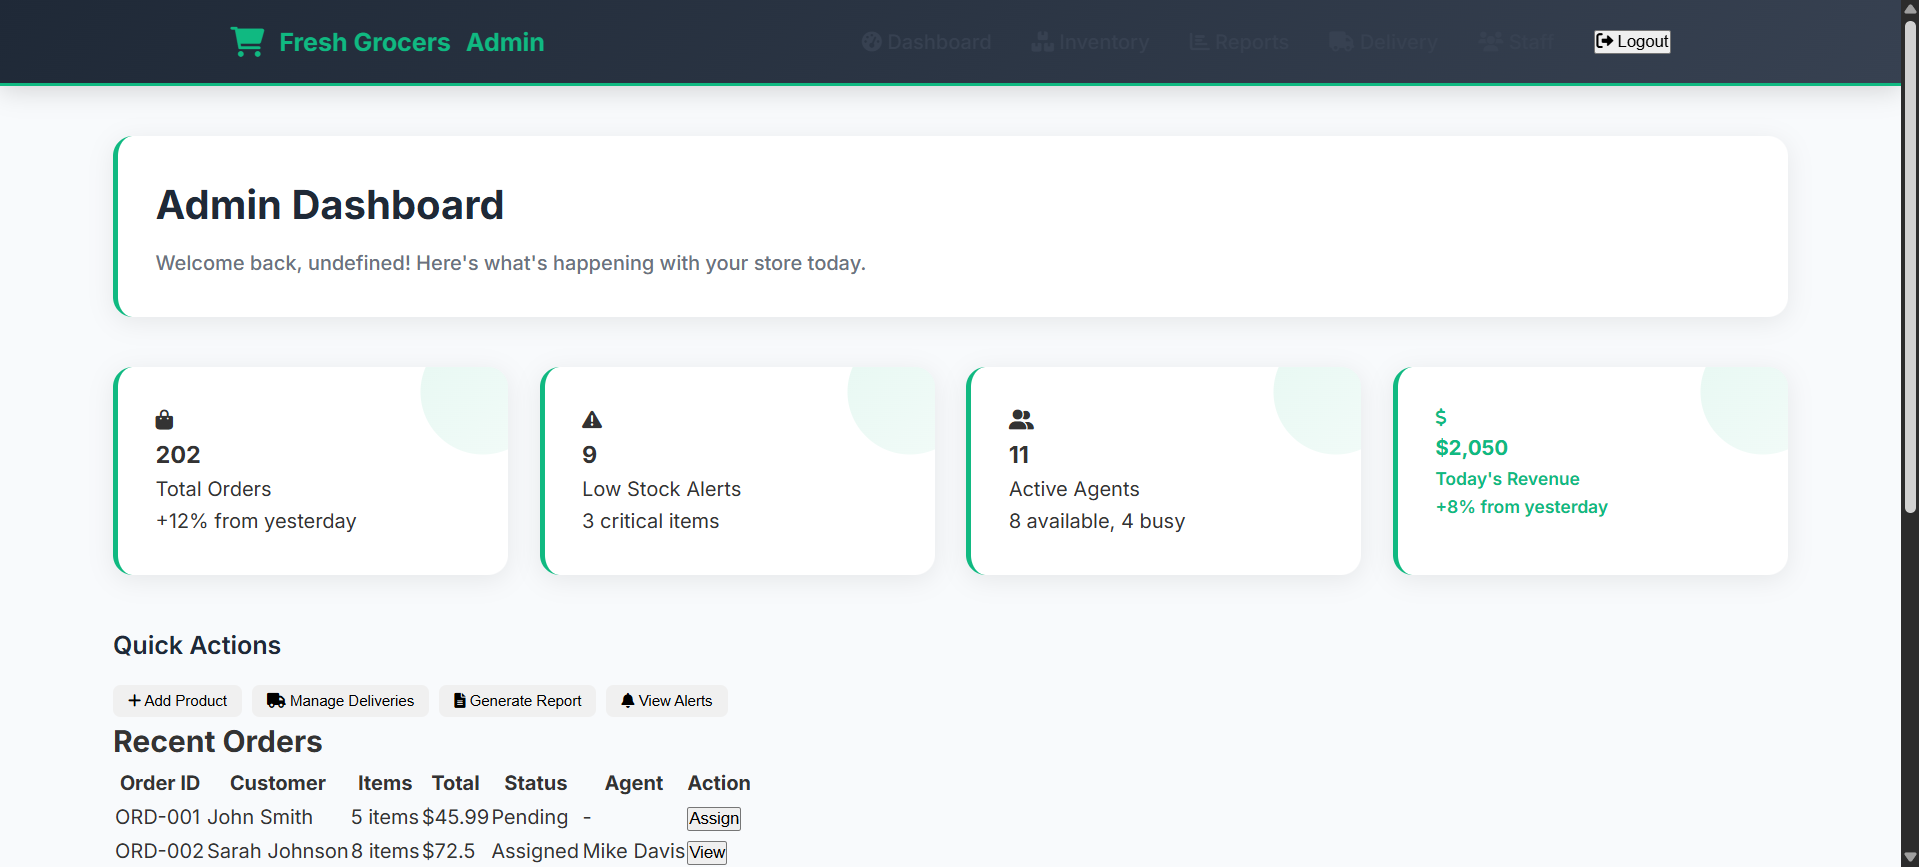 Fresh Grocers Admin
Dashboard Inventory Reports Delivery Staff Logout
Admin Dashboard
Welcome back, undefined! Here's what's happening with your store today.
202
Total Orders
+12% from yesterday
9
Low Stock Alerts
3 critical items
11
Active Agents
8 available, 4 busy
$
$2,050
Today's Revenue
+8% from yesterday
Quick Actions
Add Product Manage Deliveries Generate Report View Alerts
Recent Orders
Order ID Customer Items Total Status Agent Action
ORD-001 John Smith 5 items $45.99 Pending - Assign
ORD-002 Sarah Johnson 8 items $72.5 Assigned Mike Davis View